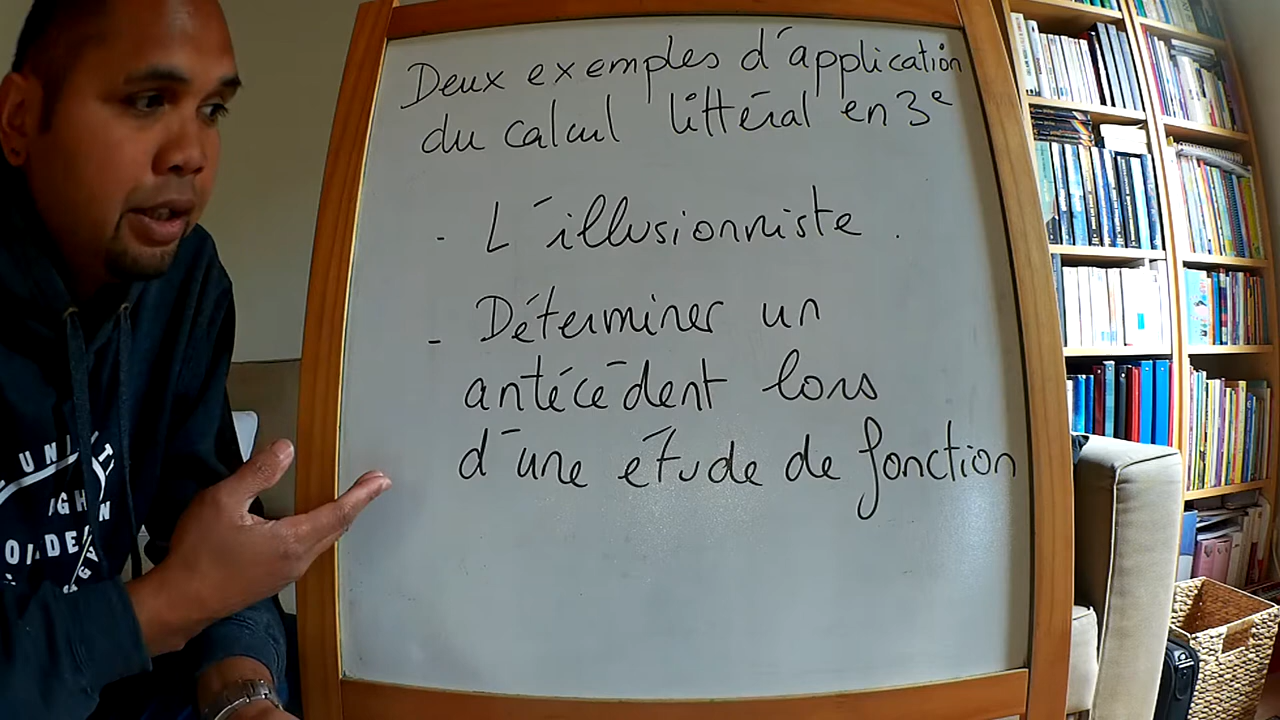 Deux exemples d'application
du calcul littéral en 3e
- L'illusionniste.
- Déterminer un
antécédent lors
d'une étude de fonction